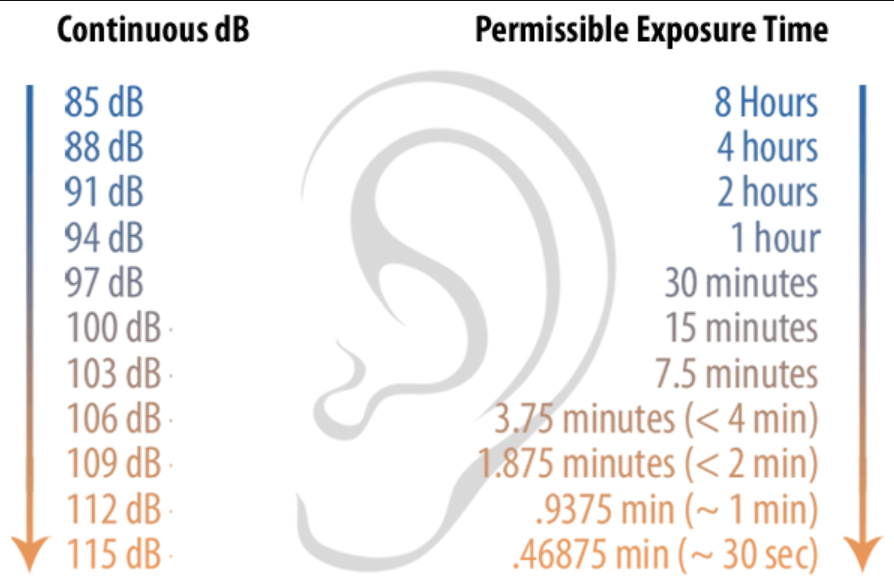 Continuous dB Permissible Exposure Time
85 dB 8 Hours
88 dB 4 hours
91 dB 2 hours
94 dB 1 hour
97 dB 30 minutes
100 dB 15 minutes
103 dB 7.5 minutes
106 dB 3.75 minutes (< 4 min)
109 dB 1.875 minutes (< 2 min)
112 dB .9375 min (~ 1 min)
115 dB .46875 min (~ 30 sec)